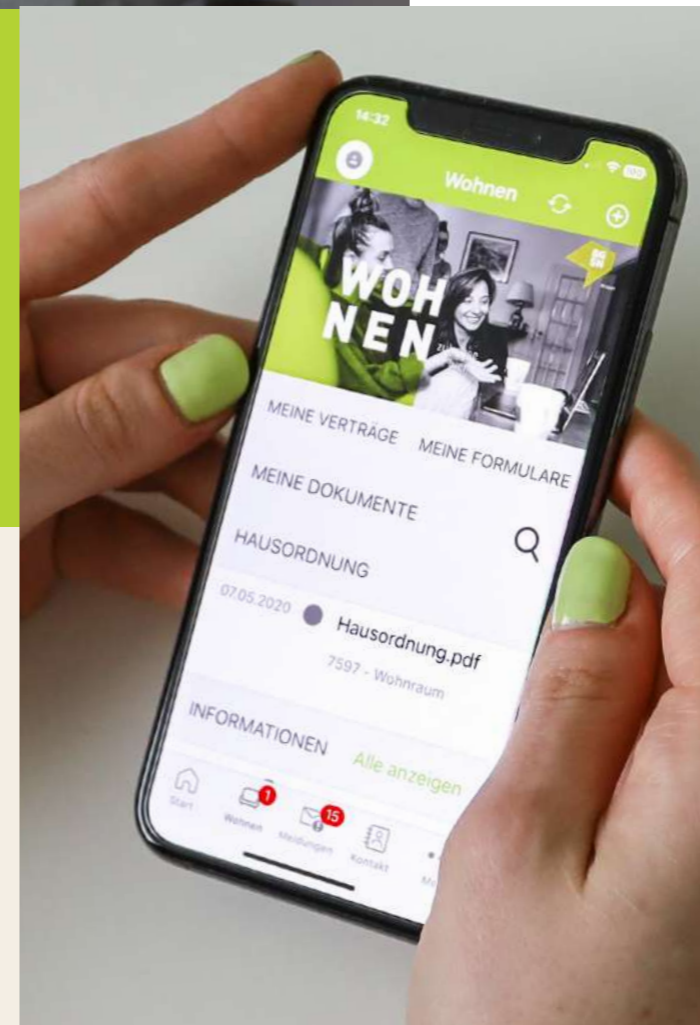 14:32
100
Wohnen
WOH
NEN
MEINE VERTRÄGE MEINE FORMULARE
MEINE DOKUMENTE
HAUSORDNUNG
07.05.2020 Hausordnung.pdf
7597 - Wohnraum
INFORMATIONEN Alle anzeigen
1 15
Start Wohnen Meldungen Kontakt